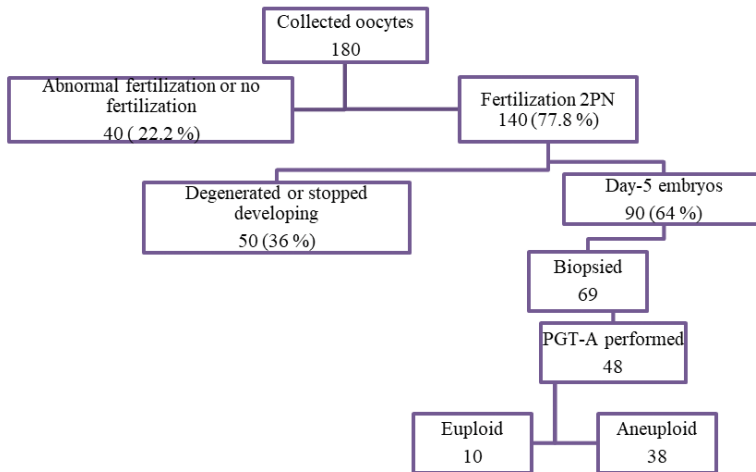 Collected oocytes
180
Abnormal fertilization or no
fertilization
40 ( 22.2 %)
Fertilization 2PN
140 (77.8 %)
Degenerated or stopped
developing
50 (36 %)
Day-5 embryos
90 (64 %)
Biopsied
69
PGT-A performed
48
Euploid
10
Aneuploid
38